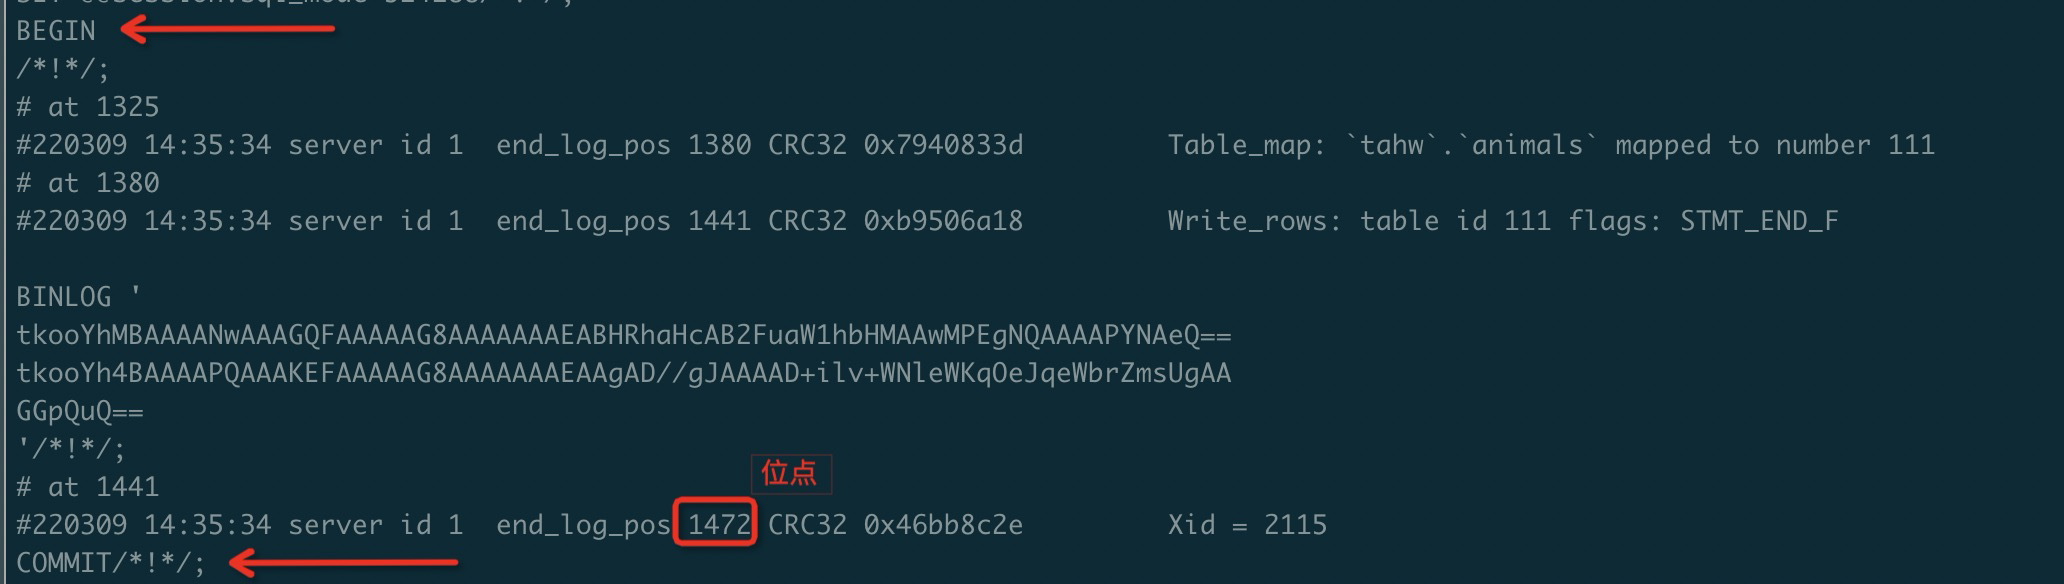 BEGIN
/*!*/;
# at 1325
#220309 14:35:34 server id 1  end_log_pos 1380 CRC32 0x7940833d         Table_map: `tahw`.`animals` mapped to number 111
# at 1380
#220309 14:35:34 server id 1  end_log_pos 1441 CRC32 0xb9506a18         Write_rows: table id 111 flags: STMT_END_F
BINLOG '
tkooYhMBAAAANwAAAGQFAAAAAG8AAAAAAAEABHRhaHcAB2FuaW1hbHMAAwMPEgNQAAAAPYNAeQ==
tkooYh4BAAAAPQAAAKEFAAAAAG8AAAAAAAEAAgAD//gJAAAAD+ilv+WNleWKqOeJqeWbrZmsUgAA
GGpQuQ==
'/*!*/;
位点
# at 1441
#220309 14:35:34 server id 1  end_log_pos 1472 CRC32 0x46bb8c2e         Xid = 2115
COMMIT/*!*/;